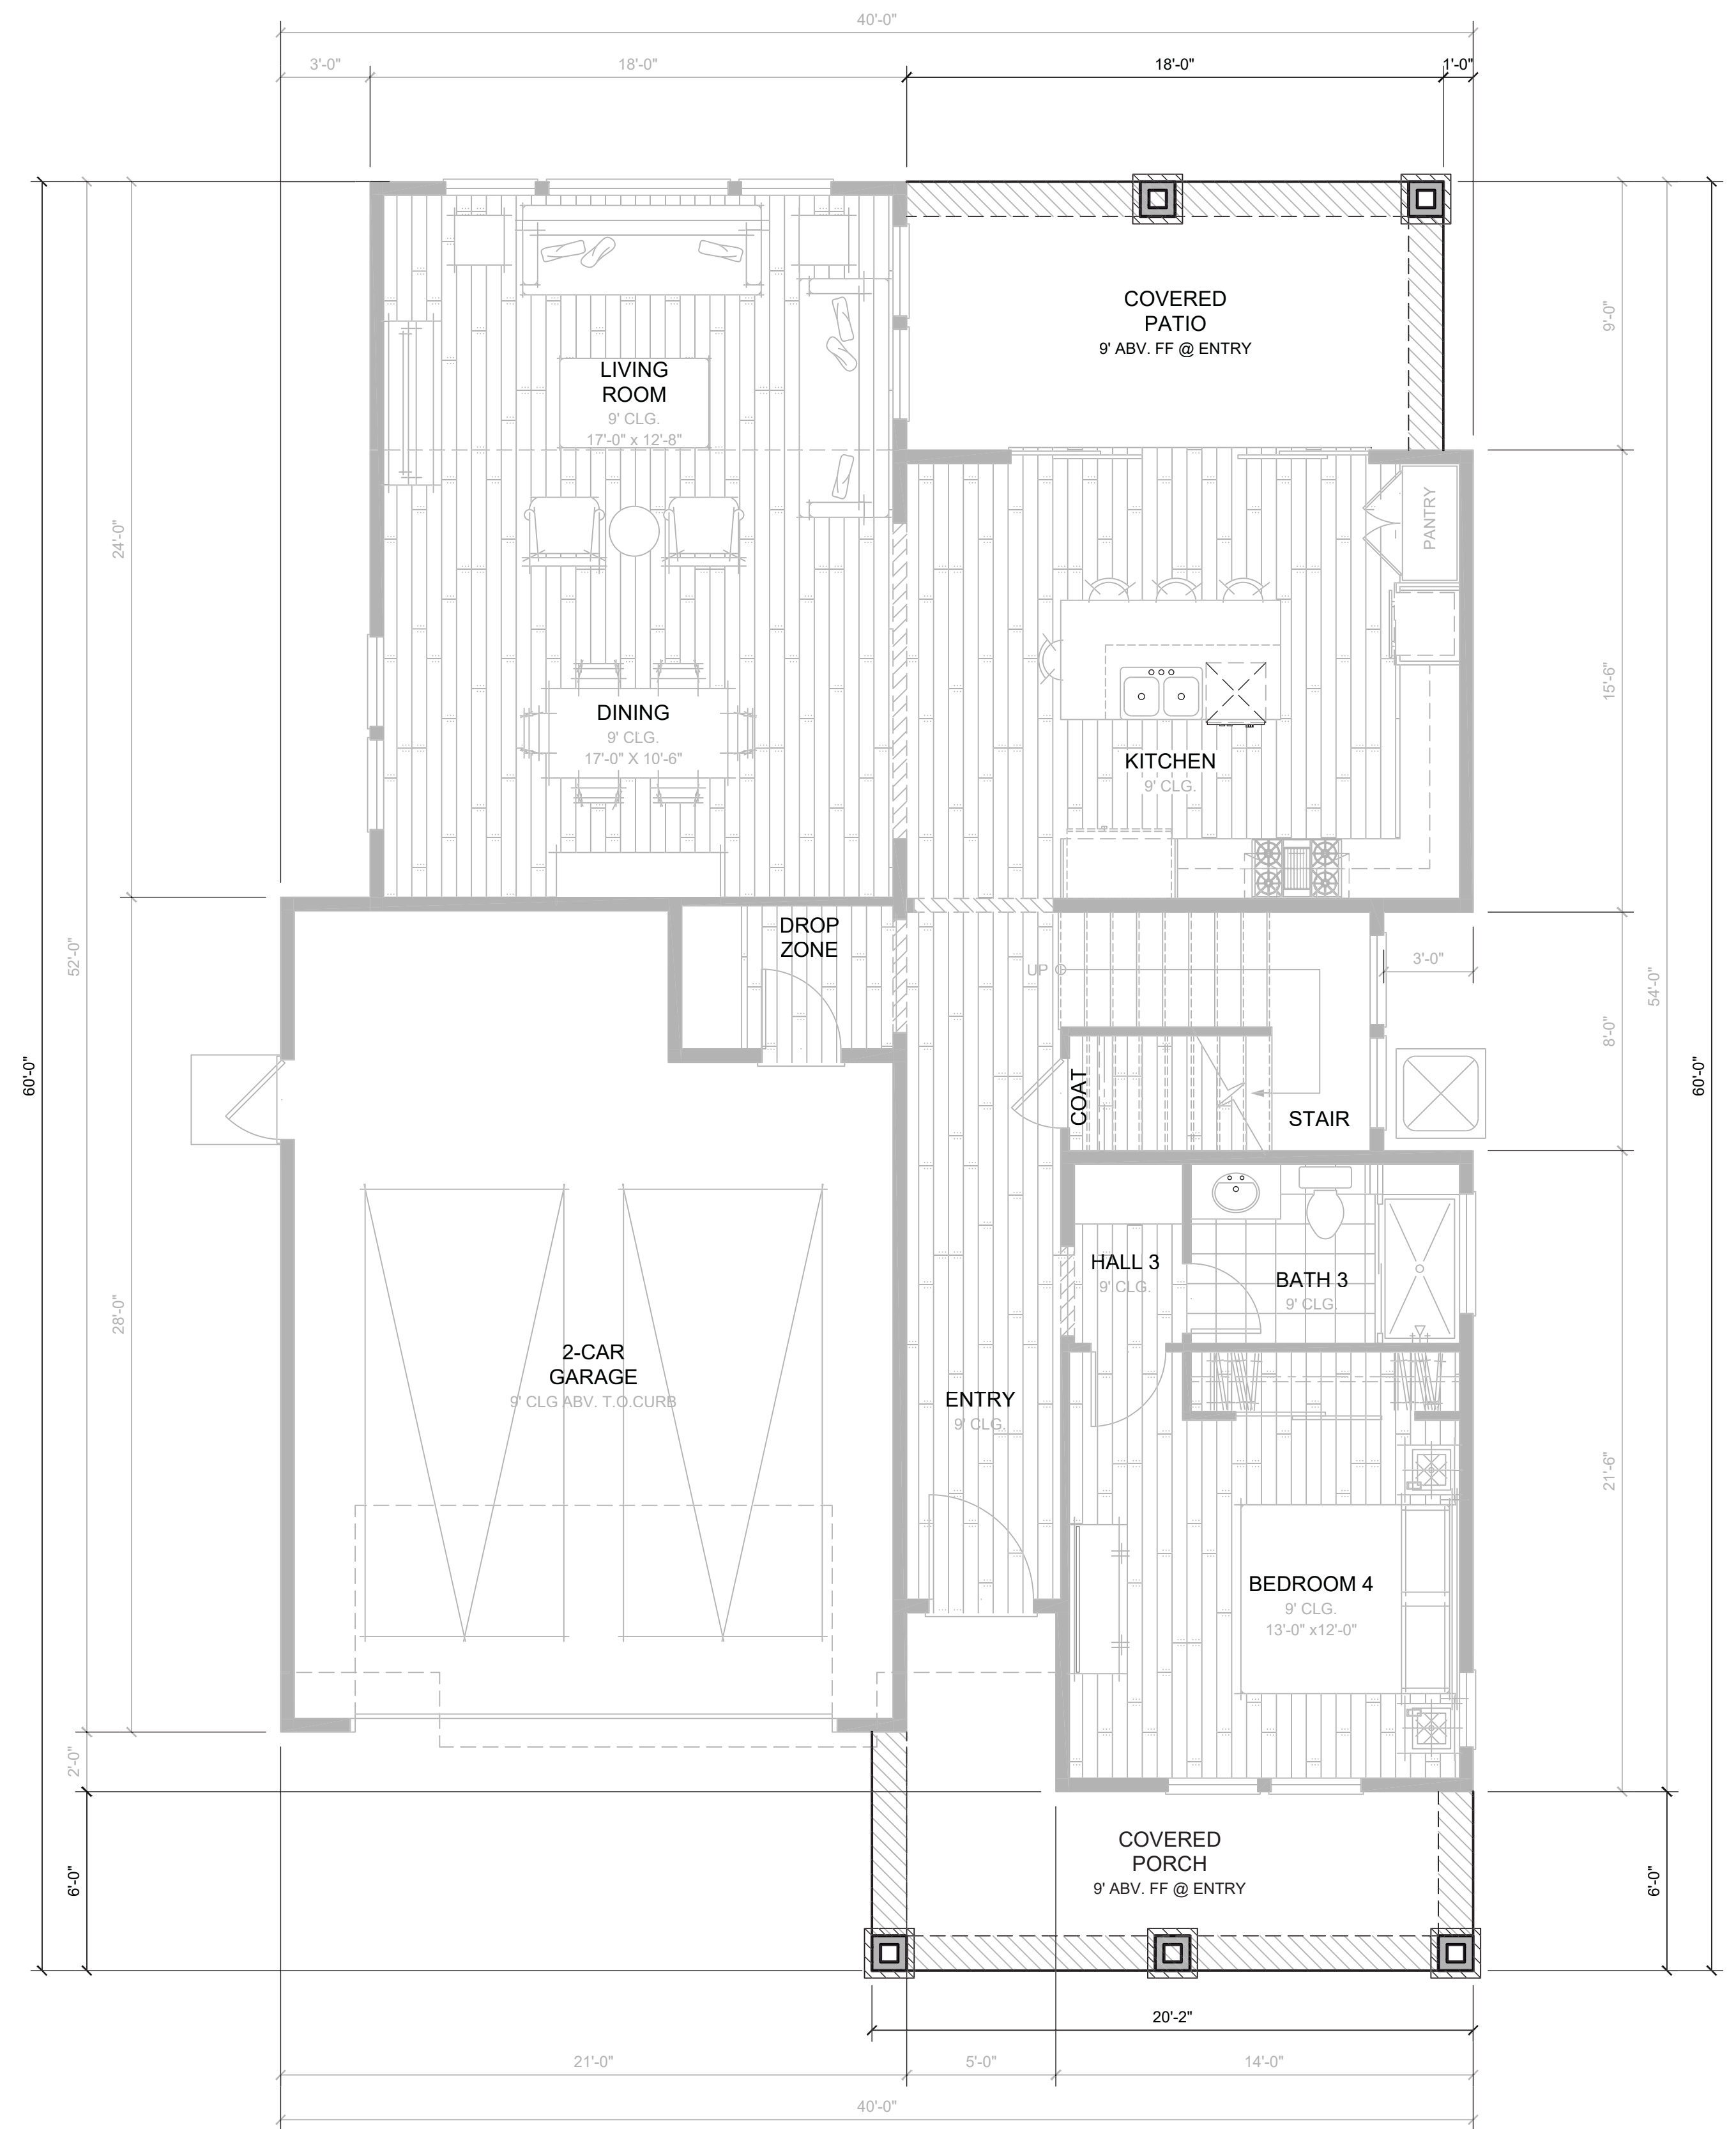 40'-0"
3'-0"
18'-0"
18'-0"
1'-0"
COVERED
PATIO
9' ABV. FF @ ENTRY
9'-0"
LIVING
ROOM
9' CLG.
17'-0" x 12'-8"
PANTRY
24'-0"
15'-6"
DINING
9' CLG.
17'-0" X 10'-6"
KITCHEN
9' CLG.
DROP
ZONE
52'-0"
UP
3'-0"
54'-0"
8'-0"
60'-0"
60'-0"
COAT
STAIR
HALL 3
9' CLG.
BATH 3
9' CLG.
28'-0"
2-CAR
GARAGE
9' CLG ABV. T.O.CURB
ENTRY
9' CLG.
21'-6"
BEDROOM 4
9' CLG.
13'-0" x12'-0"
2'-0"
COVERED
PORCH
9' ABV. FF @ ENTRY
6'-0"
6'-0"
20'-2"
21'-0"
5'-0"
14'-0"
40'-0"